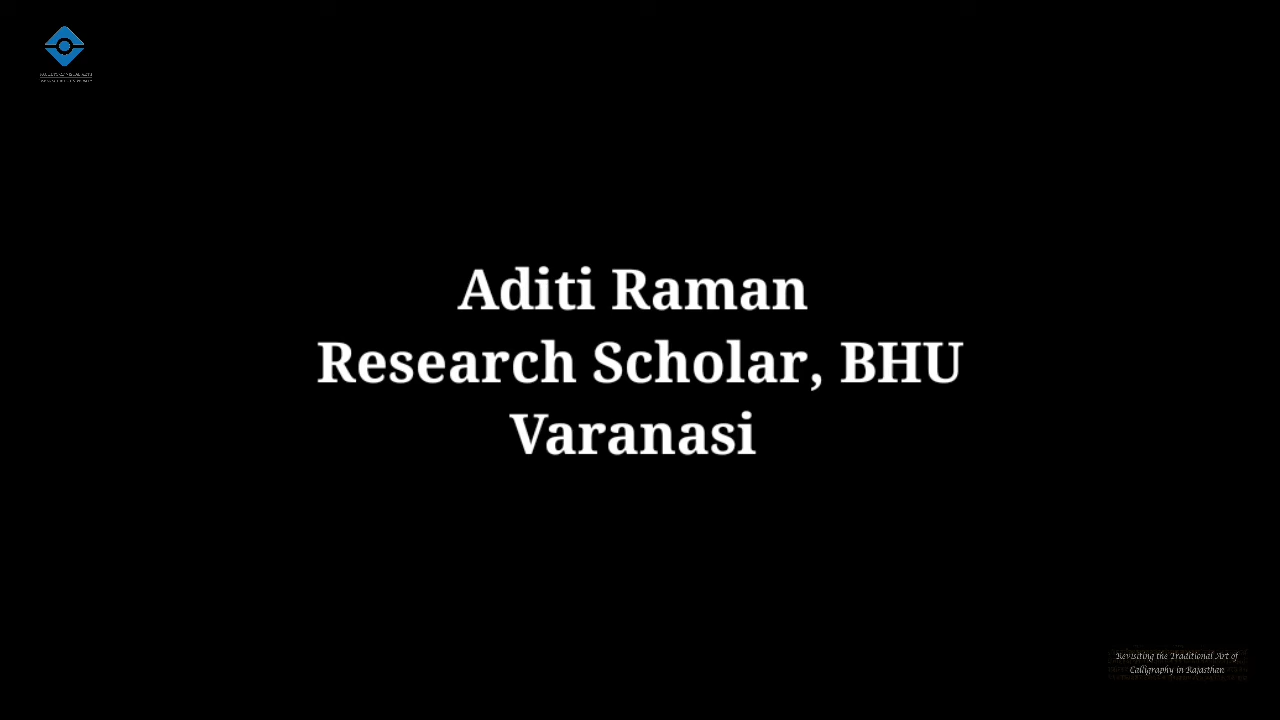 Aditi Raman
Research Scholar, BHU
Varanasi
Revisiting the Traditional Art of
Calligraphy in Rajasthan